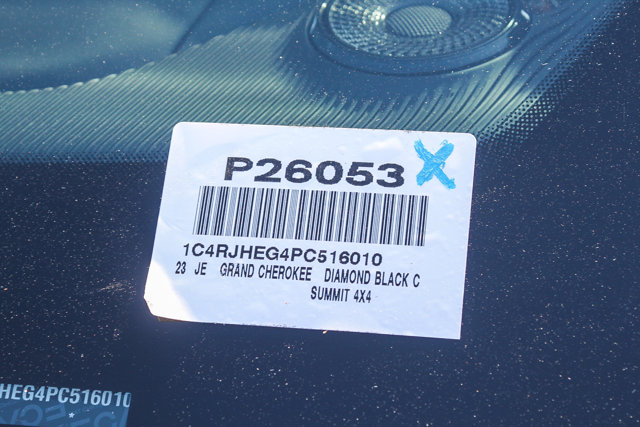 P26053 X
1C4RJHEG4PC516010
23 JE GRAND CHEROKEE DIAMOND BLACK C
SUMMIT 4X4
HEG4PC516010